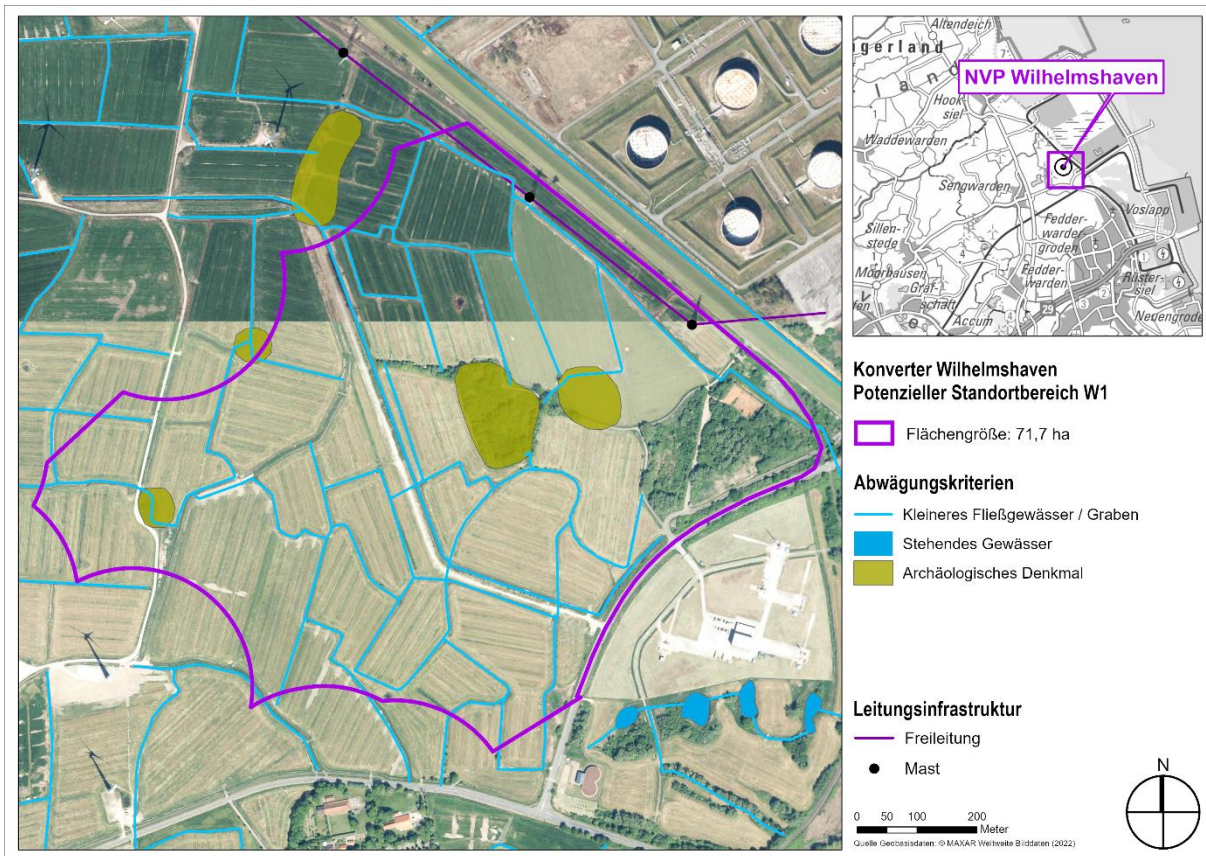 Altendeich
ngerland
NVP Wilhelmshaven
Hook-
siel
Waddewarden
Sengwarden
Voslapp
Fedder-
warder-
groden
Sillen-
stede
Fedder-
warden
Rüster-
siel
Moorhausen
Graf-
schaft
Accum
29
Neuengrode
Konverter Wilhelmshaven
Potenzieller Standortbereich W1
Flächengröße: 71,7 ha
Abwägungskriterien
Kleineres Fließgewässer / Graben
Stehendes Gewässer
Archäologisches Denkmal
Leitungsinfrastruktur
Freileitung
Mast
N
0 50 100 200
Meter
Quelle Geobasisdaten: © MAXAR Weltweite Bilddaten (2022)